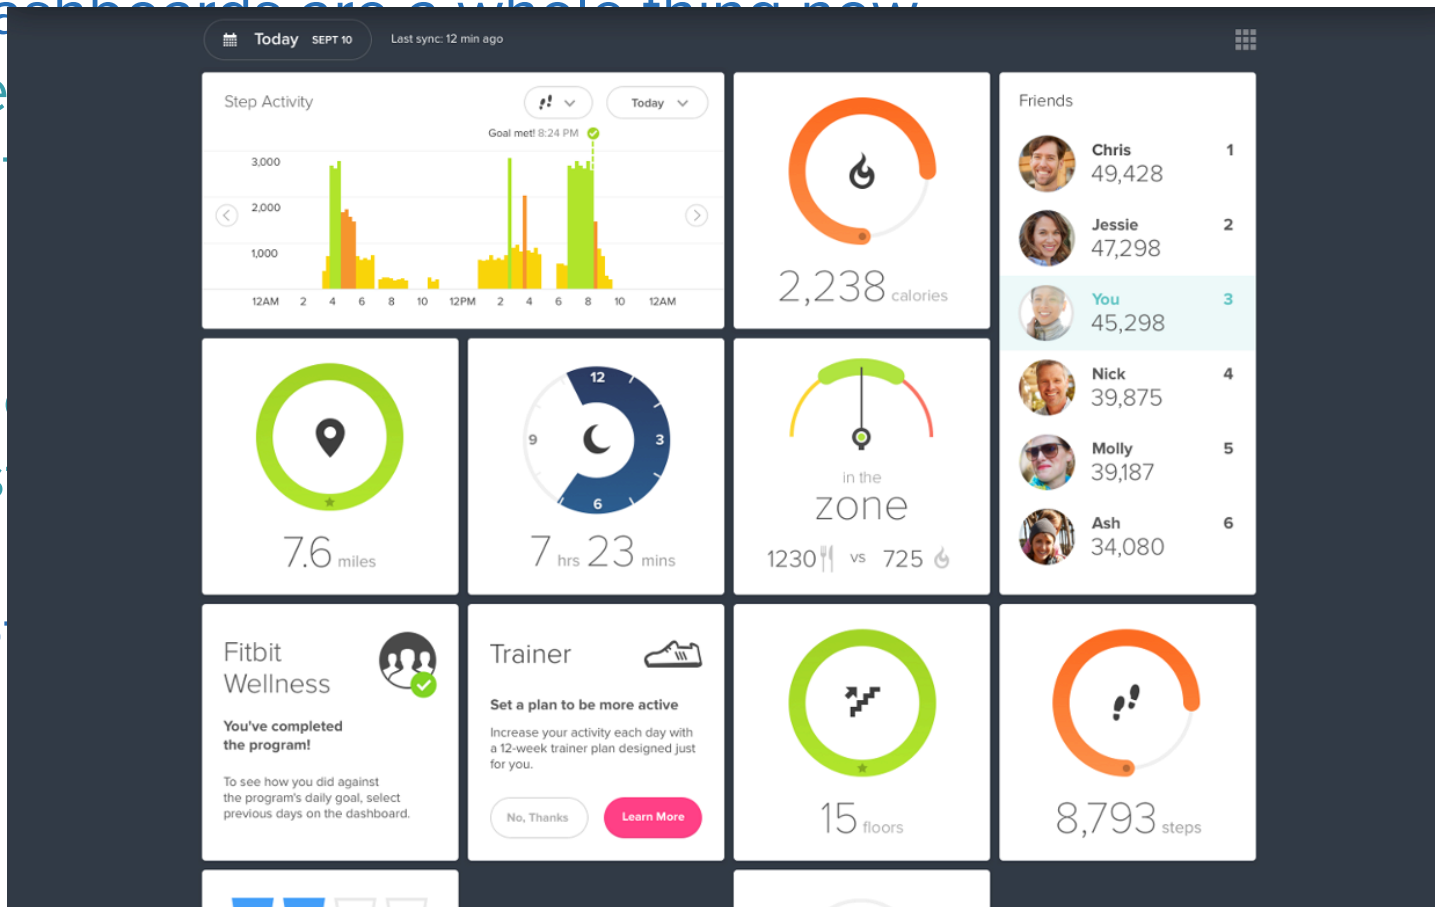 ashboards are a whole thing now
Today SEPT 10
Last sync: 12 min ago
Step Activity
Today
Goal met! 8:24 PM
3,000
2,000
1,000
12AM 2 4 6 8 10 12PM 2 4 6 8 10 12AM
2,238 calories
Friends
Chris 1
49,428
Jessie 2
47,298
You 3
45,298
Nick 4
39,875
Molly 5
39,187
Ash 6
34,080
7.6 miles
12
3
6
9
7 hrs 23 mins
in the
zone
1230 vs 725
Fitbit
Wellness
You've completed
the program!
To see how you did against
the program's daily goal, select
previous days on the dashboard.
Trainer
Set a plan to be more active
Increase your activity each day with
a 12-week trainer plan designed just
for you.
No, Thanks
Learn More
15 floors
8,793 steps